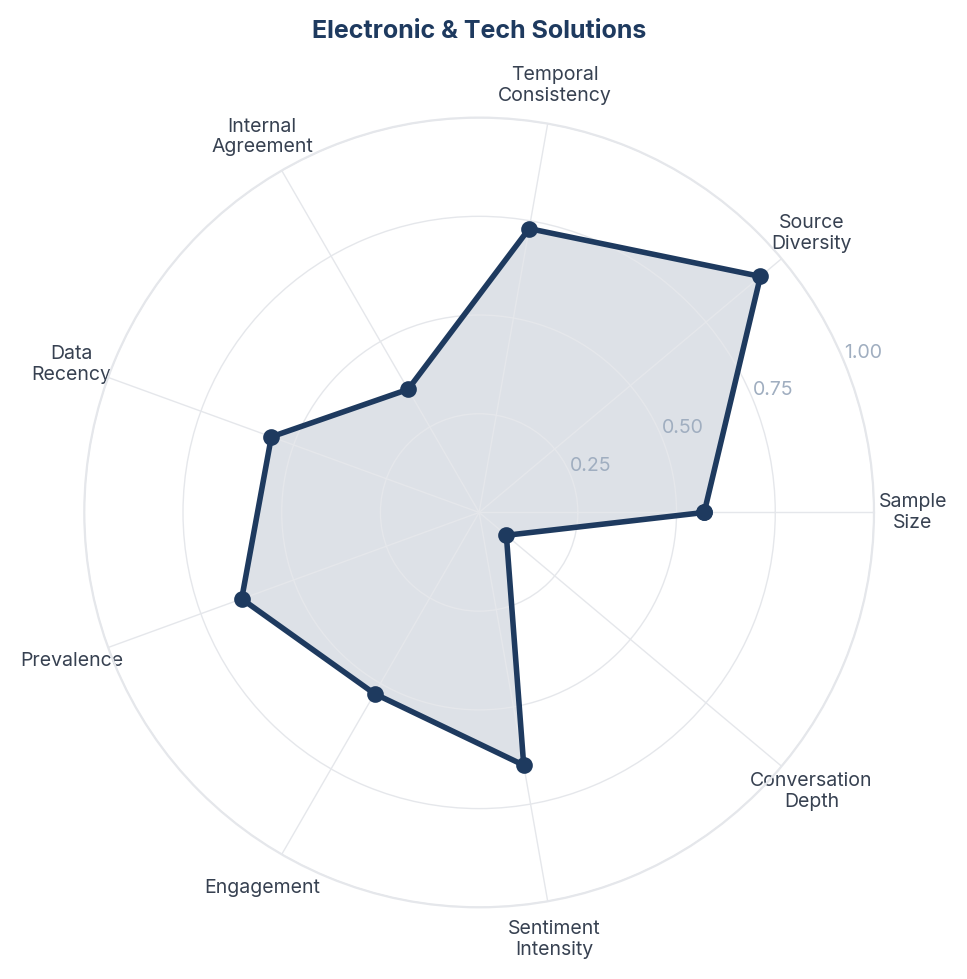 Electronic & Tech Solutions
Temporal
Consistency
Internal
Agreement
Source
Diversity
Data
Recency
1.00
0.75
0.50
0.25
Sample
Size
Prevalence
Conversation
Depth
Engagement
Sentiment
Intensity